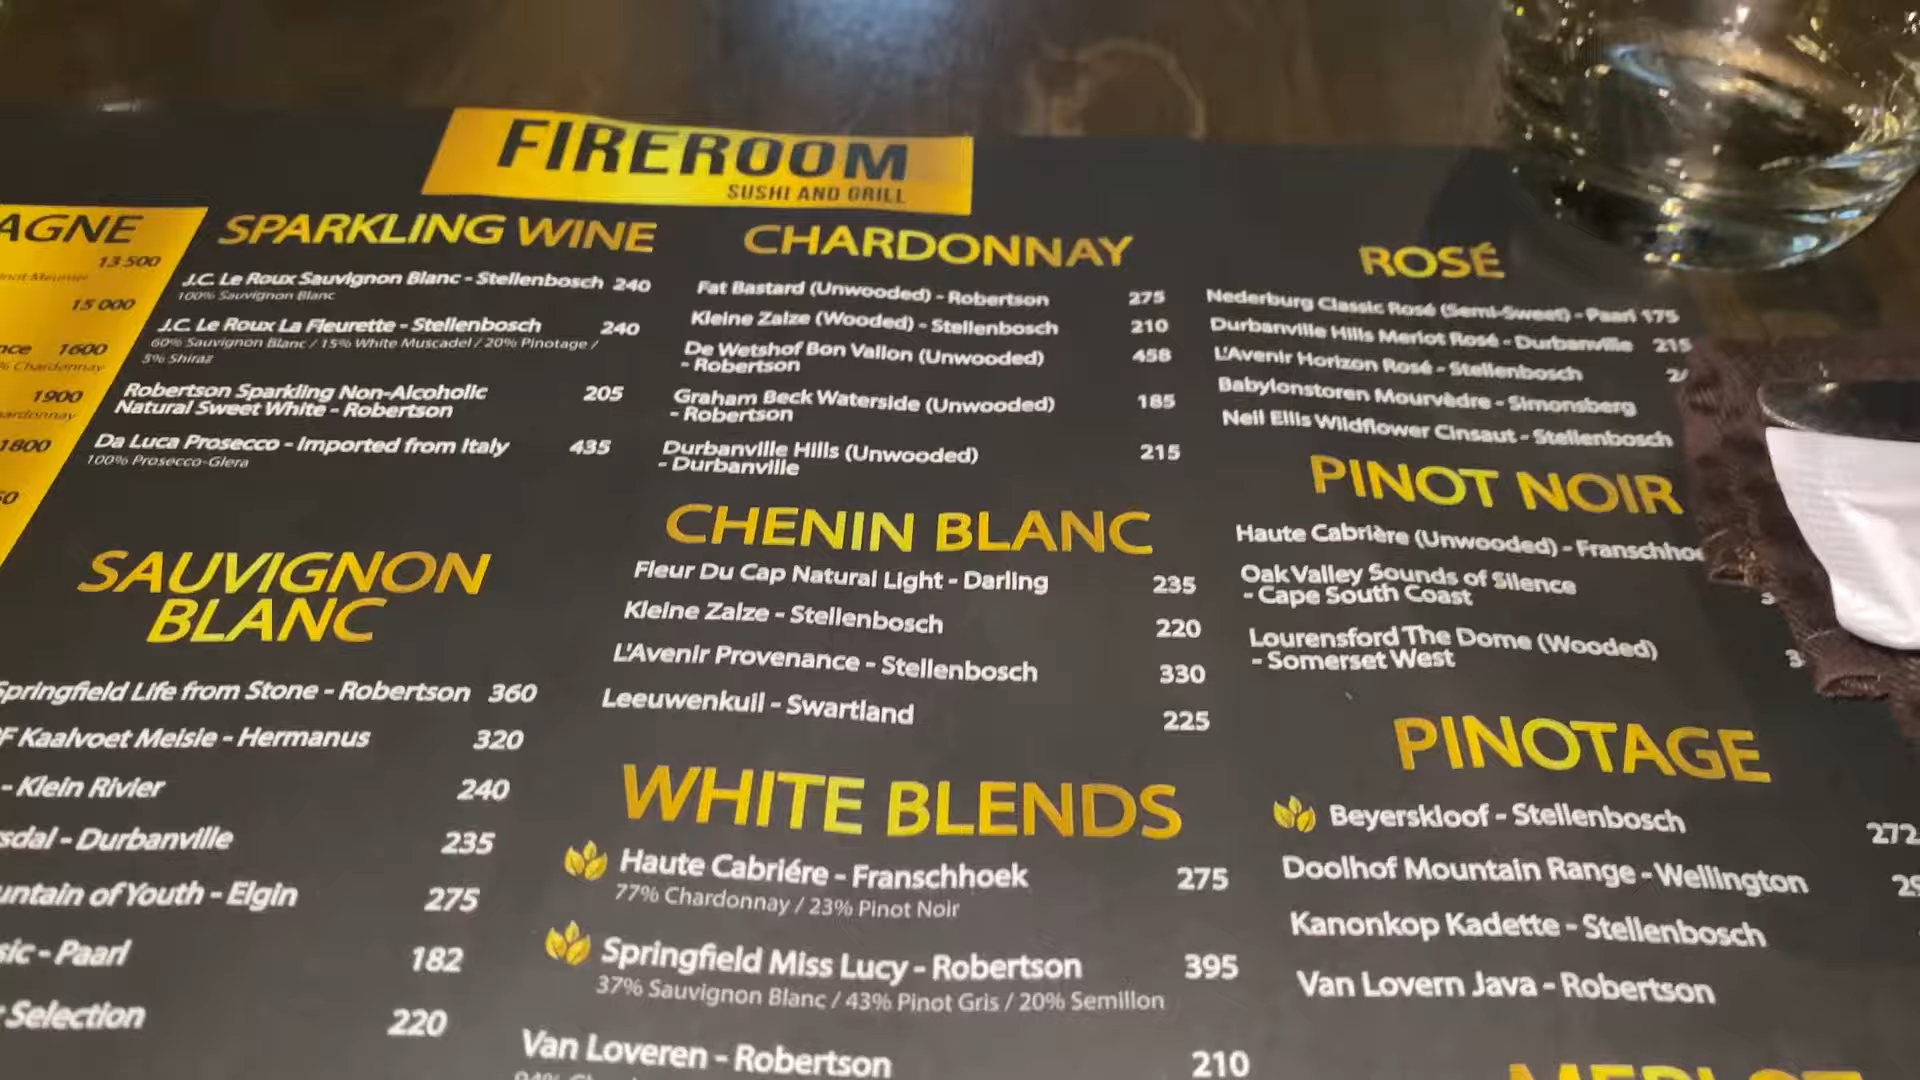 FIREROOM
SUSHI AND GRILL
AGNE
13 500
15 000
1600
% Chardonnay
1900
1800
SPARKLING WINE
J.C. Le Roux Sauvignon Blanc - Stellenbosch 240
100% Sauvignon Blanc
J.C. Le Roux La Fleurette - Stellenbosch 240
60% Sauvignon Blanc / 15% White Muscadel / 20% Pinotage /
5% Shiraz
Robertson Sparkling Non-Alcoholic 205
Natural Sweet White - Robertson
Da Luca Prosecco - Imported from Italy 435
100% Prosecco-Glera
SAUVIGNON
BLANC
Springfield Life from Stone - Robertson 360
F Kaalvoet Meisie - Hermanus 320
- Klein Rivier 240
sdal - Durbanville 235
untain of Youth - Elgin 275
sic - Paarl 182
Selection 220
CHARDONNAY
Fat Bastard (Unwooded) - Robertson 275
Kleine Zalze (Wooded) - Stellenbosch 210
De Wetshof Bon Vallon (Unwooded) 458
- Robertson
Graham Beck Waterside (Unwooded) 185
- Robertson
Durbanville Hills (Unwooded) 215
- Durbanville
CHENIN BLANC
Fleur Du Cap Natural Light - Darling 235
Kleine Zalze - Stellenbosch 220
L'Avenir Provenance - Stellenbosch 330
Leeuwenkuil - Swartland 225
WHITE BLENDS
Haute Cabriére - Franschhoek 275
77% Chardonnay / 23% Pinot Noir
Springfield Miss Lucy - Robertson 395
37% Sauvignon Blanc / 43% Pinot Gris / 20% Semillon
Van Loveren - Robertson 210
ROSÉ
Nederburg Classic Rosé (Semi-Sweet) - Paarl 175
Durbanville Hills Merlot Rosé - Durbanville 215
L'Avenir Horizon Rosé - Stellenbosch
Babylonstoren Mourvèdre - Simonsberg
Neil Ellis Wildflower Cinsaut - Stellenbosch
PINOT NOIR
Haute Cabrière (Unwooded) - Franschhoe
Oak Valley Sounds of Silence
- Cape South Coast
Lourensford The Dome (Wooded)
- Somerset West
PINOTAGE
Beyerskloof - Stellenbosch 272
Doolhof Mountain Range - Wellington
Kanonkop Kadette - Stellenbosch
Van Lovern Java - Robertson
MERLOT